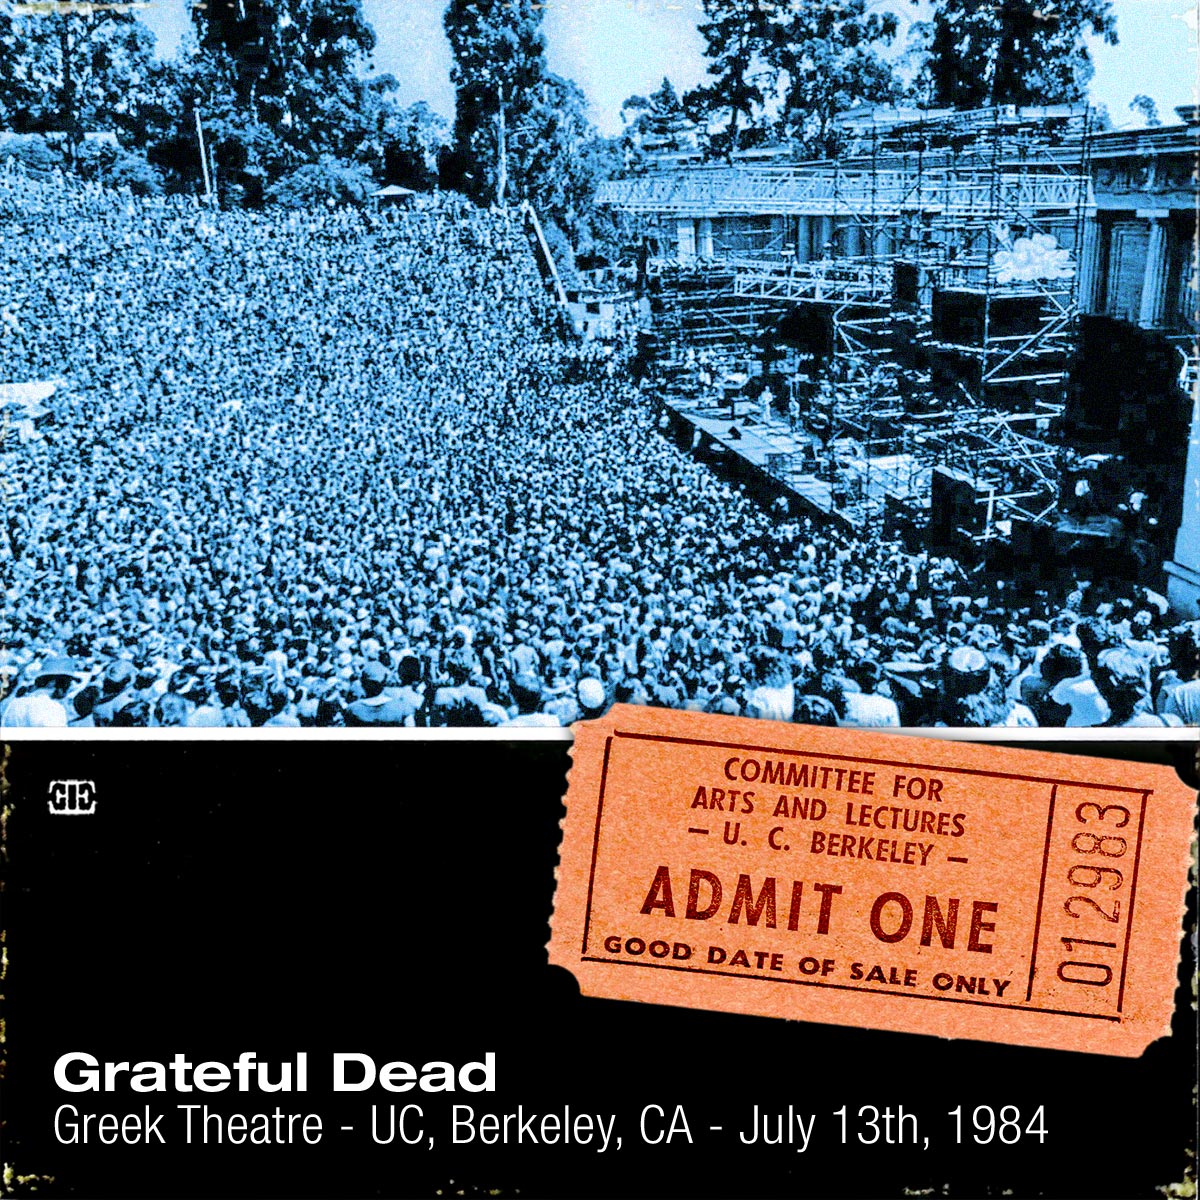 COMMITTEE FOR
ARTS AND LECTURES
- U. C. BERKELEY -
ADMIT ONE
GOOD DATE OF SALE ONLY
012983
Grateful Dead
Greek Theatre - UC, Berkeley, CA - July 13th, 1984